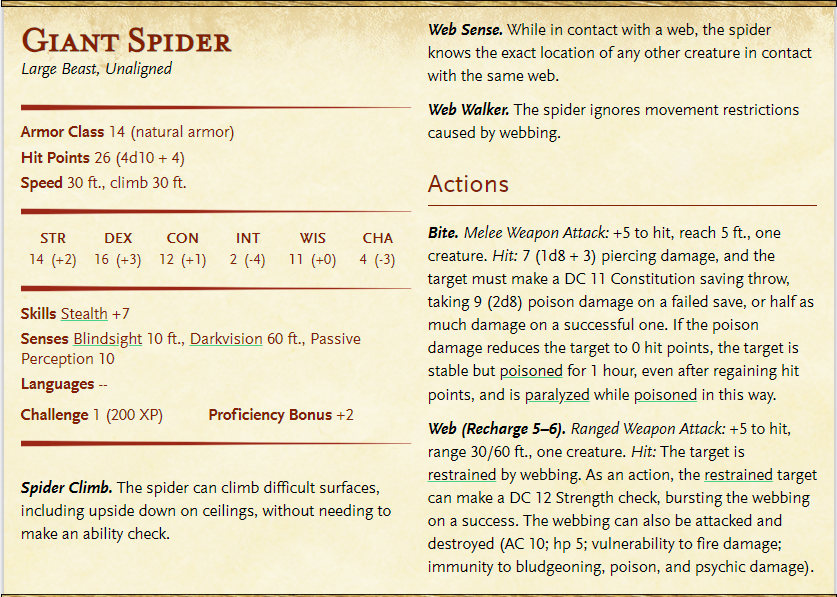 GIANT SPIDER
Large Beast, Unaligned
Armor Class 14 (natural armor)
Hit Points 26 (4d10 + 4)
Speed 30 ft., climb 30 ft.
STR DEX CON INT WIS CHA
14 (+2) 16 (+3) 12 (+1) 2 (-4) 11 (+0) 4 (-3)
Skills Stealth +7
Senses Blindsight 10 ft., Darkvision 60 ft., Passive
Perception 10
Languages --
Challenge 1 (200 XP) Proficiency Bonus +2
Spider Climb. The spider can climb difficult surfaces,
including upside down on ceilings, without needing to
make an ability check.
Web Sense. While in contact with a web, the spider
knows the exact location of any other creature in contact
with the same web.
Web Walker. The spider ignores movement restrictions
caused by webbing.
Actions
Bite. Melee Weapon Attack: +5 to hit, reach 5 ft., one
creature. Hit: 7 (1d8 + 3) piercing damage, and the
target must make a DC 11 Constitution saving throw,
taking 9 (2d8) poison damage on a failed save, or half as
much damage on a successful one. If the poison
damage reduces the target to 0 hit points, the target is
stable but poisoned for 1 hour, even after regaining hit
points, and is paralyzed while poisoned in this way.
Web (Recharge 5–6). Ranged Weapon Attack: +5 to hit,
range 30/60 ft., one creature. Hit: The target is
restrained by webbing. As an action, the restrained target
can make a DC 12 Strength check, bursting the webbing
on a success. The webbing can also be attacked and
destroyed (AC 10; hp 5; vulnerability to fire damage;
immunity to bludgeoning, poison, and psychic damage).